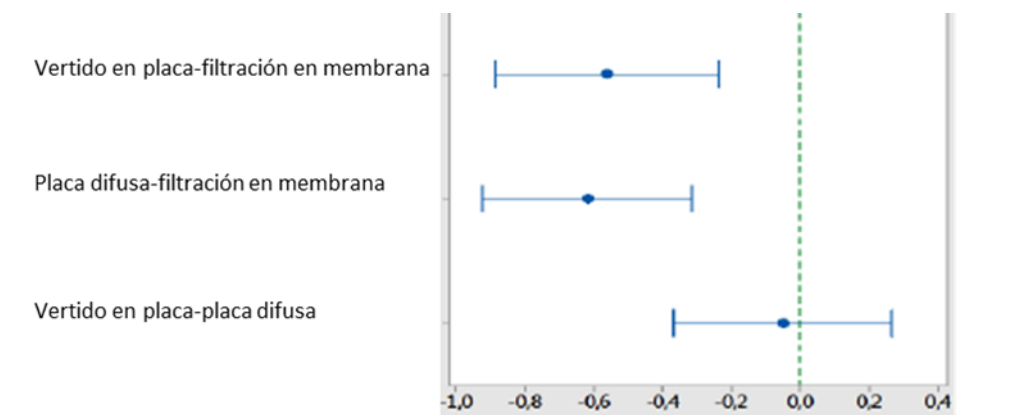 Vertido en placa-filtración en membrana
Placa difusa-filtración en membrana
Vertido en placa-placa difusa
-1,0 -0,8 -0,6 -0,4 -0,2 0,0 0,2 0,4